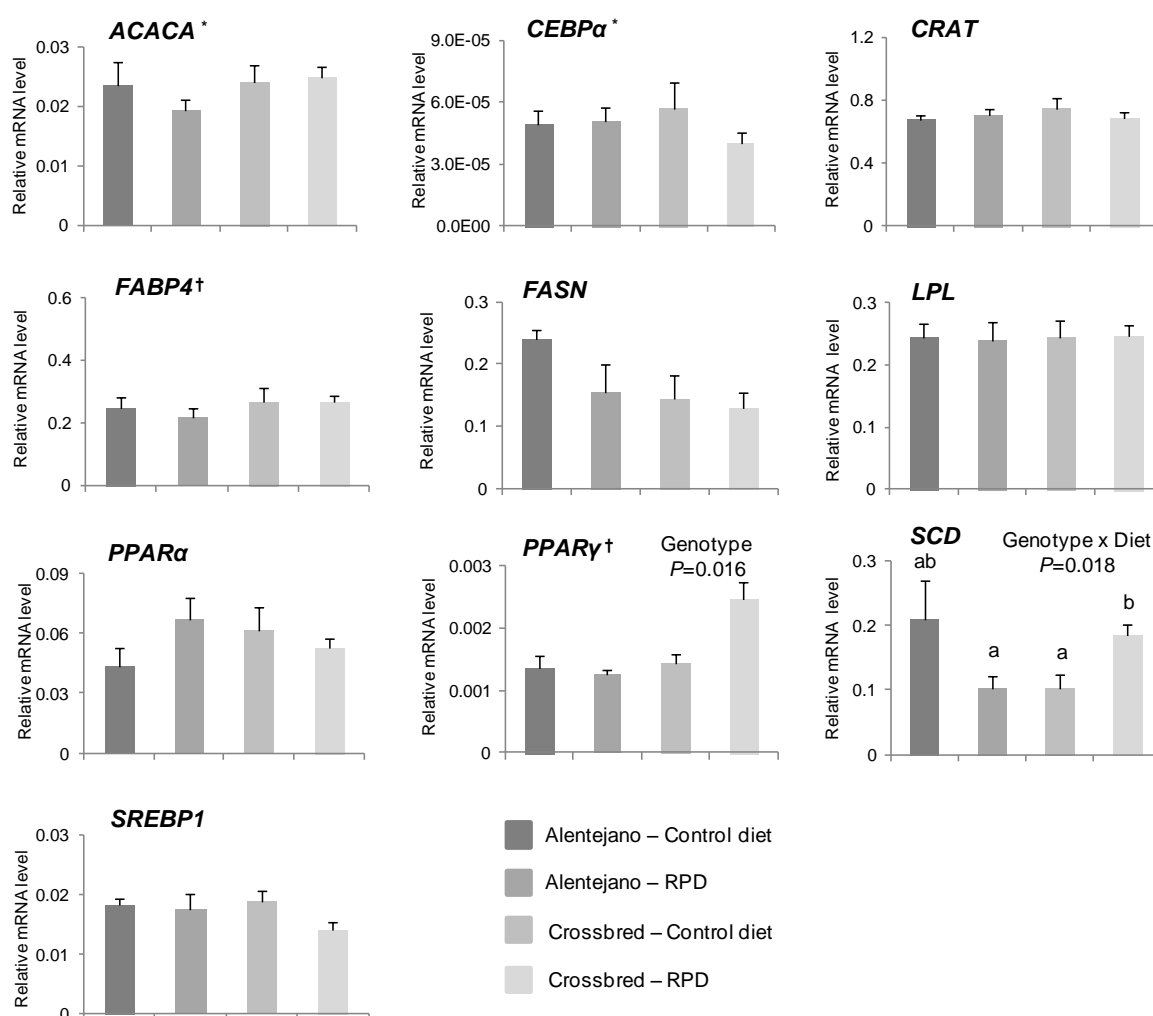 ACACA *
Relative mRNA level
0.03
0.02
0.01
0
CEBPα *
Relative mRNA level
9.0E-05
6.0E-05
3.0E-05
0.0E00
CRAT
Relative mRNA level
1.2
0.8
0.4
0
FABP4†
Relative mRNA level
0.6
0.4
0.2
0
FASN
Relative mRNA level
0.3
0.2
0.1
0
LPL
Relative mRNA level
0.3
0.2
0.1
0
PPARα
Relative mRNA level
0.09
0.06
0.03
0
PPARγ†
Genotype
P=0.016
Relative mRNA level
0.003
0.002
0.001
0
SCD
Genotype x Diet
P=0.018
Relative mRNA level
0.3
0.2
0.1
0
ab
a
a
b
SREBP1
Relative mRNA level
0.03
0.02
0.01
0
Alentejano – Control diet
Alentejano – RPD
Crossbred – Control diet
Crossbred – RPD